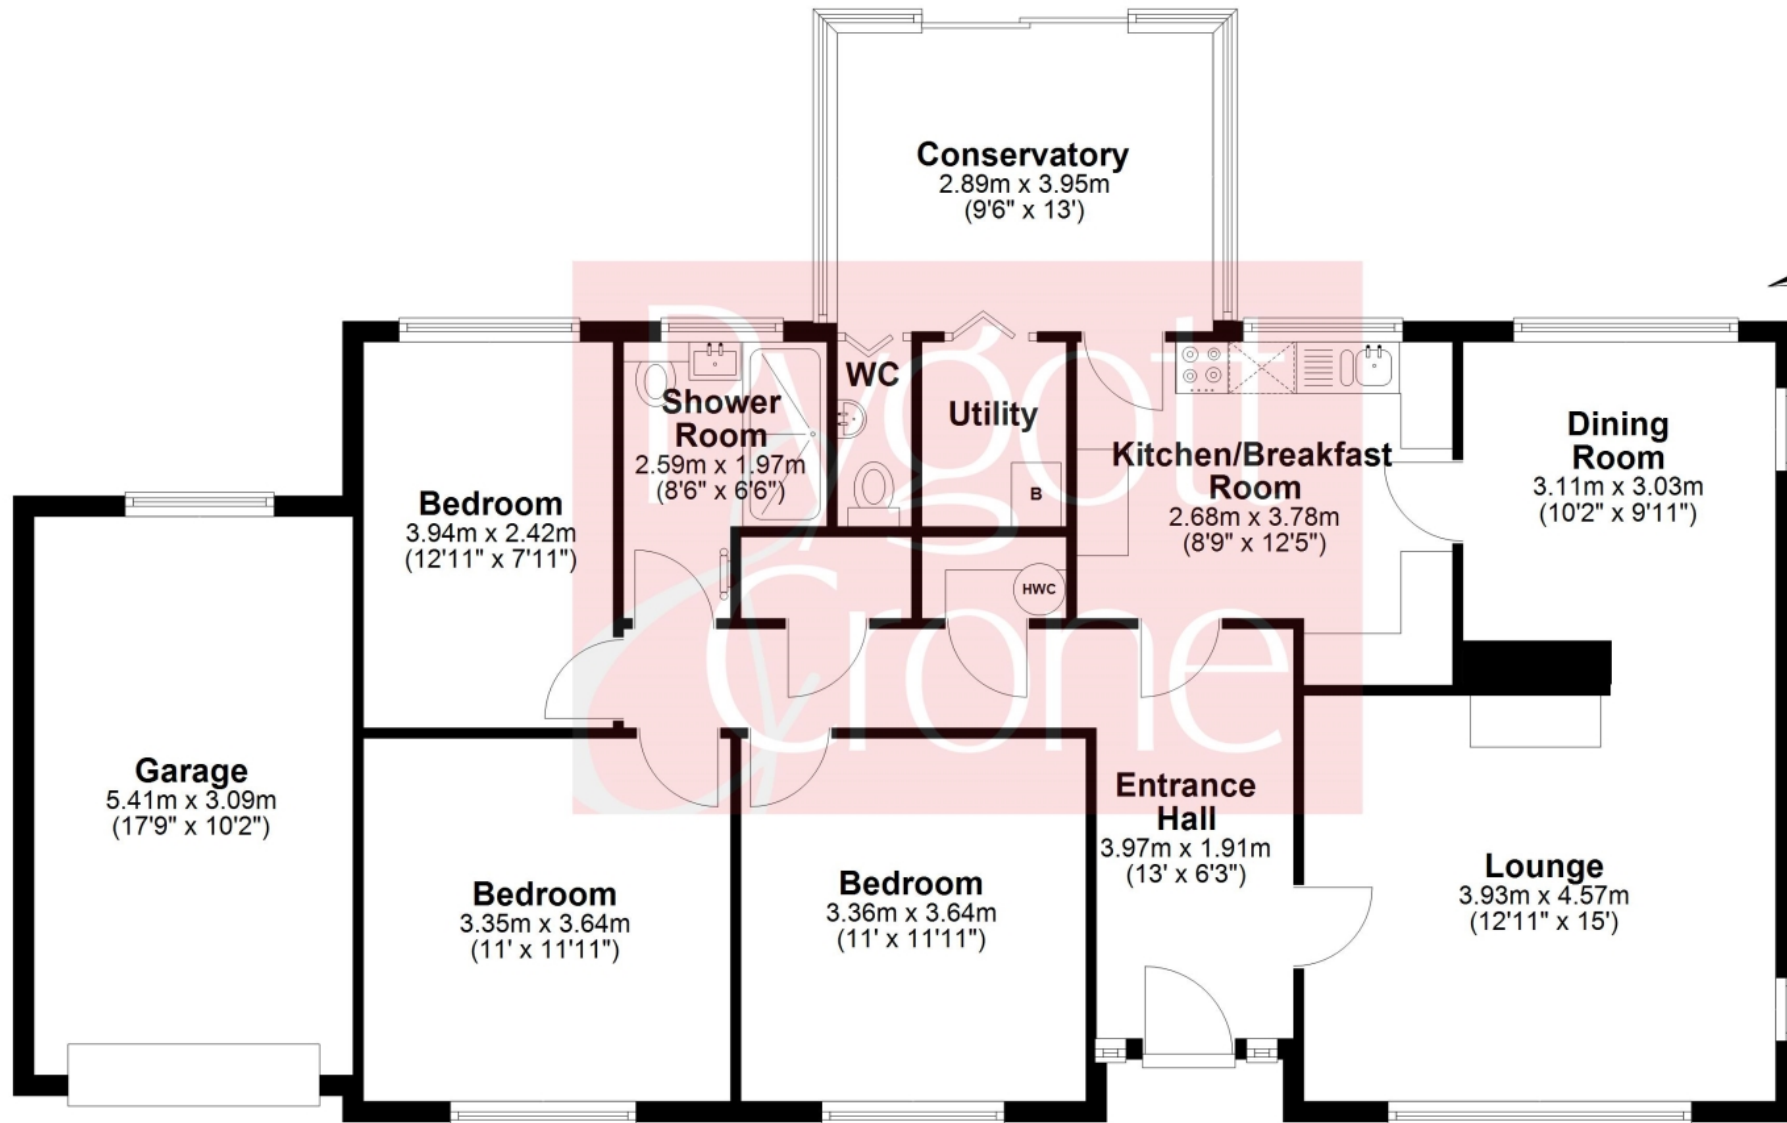 Conservatory
2.89m x 3.95m
(9'6" x 13')
Pygott
Crone
WC
Utility
Shower
Room
2.59m x 1.97m
(8'6" x 6'6")
B
HWC
Kitchen/Breakfast
Room
2.68m x 3.78m
(8'9" x 12'5")
Dining
Room
3.11m x 3.03m
(10'2" x 9'11")
Bedroom
3.94m x 2.42m
(12'11" x 7'11")
Garage
5.41m x 3.09m
(17'9" x 10'2")
Bedroom
3.35m x 3.64m
(11' x 11'11")
Bedroom
3.36m x 3.64m
(11' x 11'11")
Entrance
Hall
3.97m x 1.91m
(13' x 6'3")
Lounge
3.93m x 4.57m
(12'11" x 15')